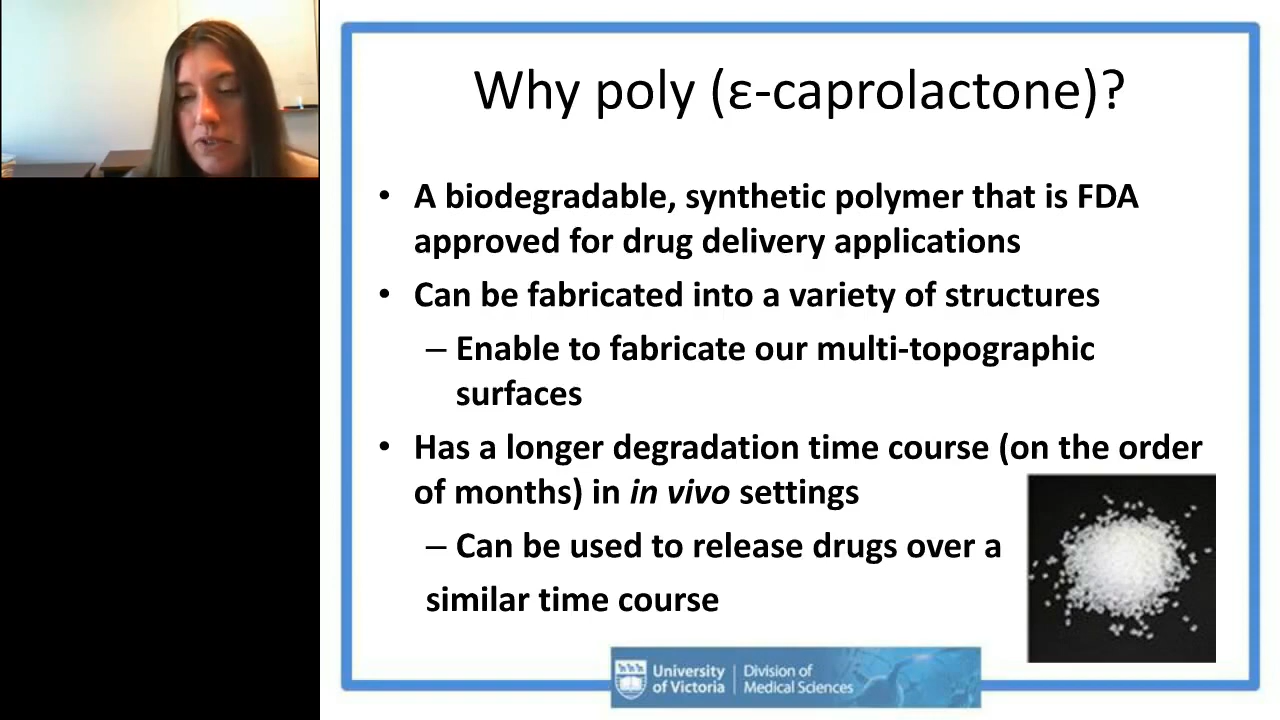 Why poly (ε-caprolactone)?
• A biodegradable, synthetic polymer that is FDA
approved for drug delivery applications
• Can be fabricated into a variety of structures
– Enable to fabricate our multi-topographic
surfaces
• Has a longer degradation time course (on the order
of months) in in vivo settings
– Can be used to release drugs over a
similar time course
University
of Victoria
Division of
Medical Sciences